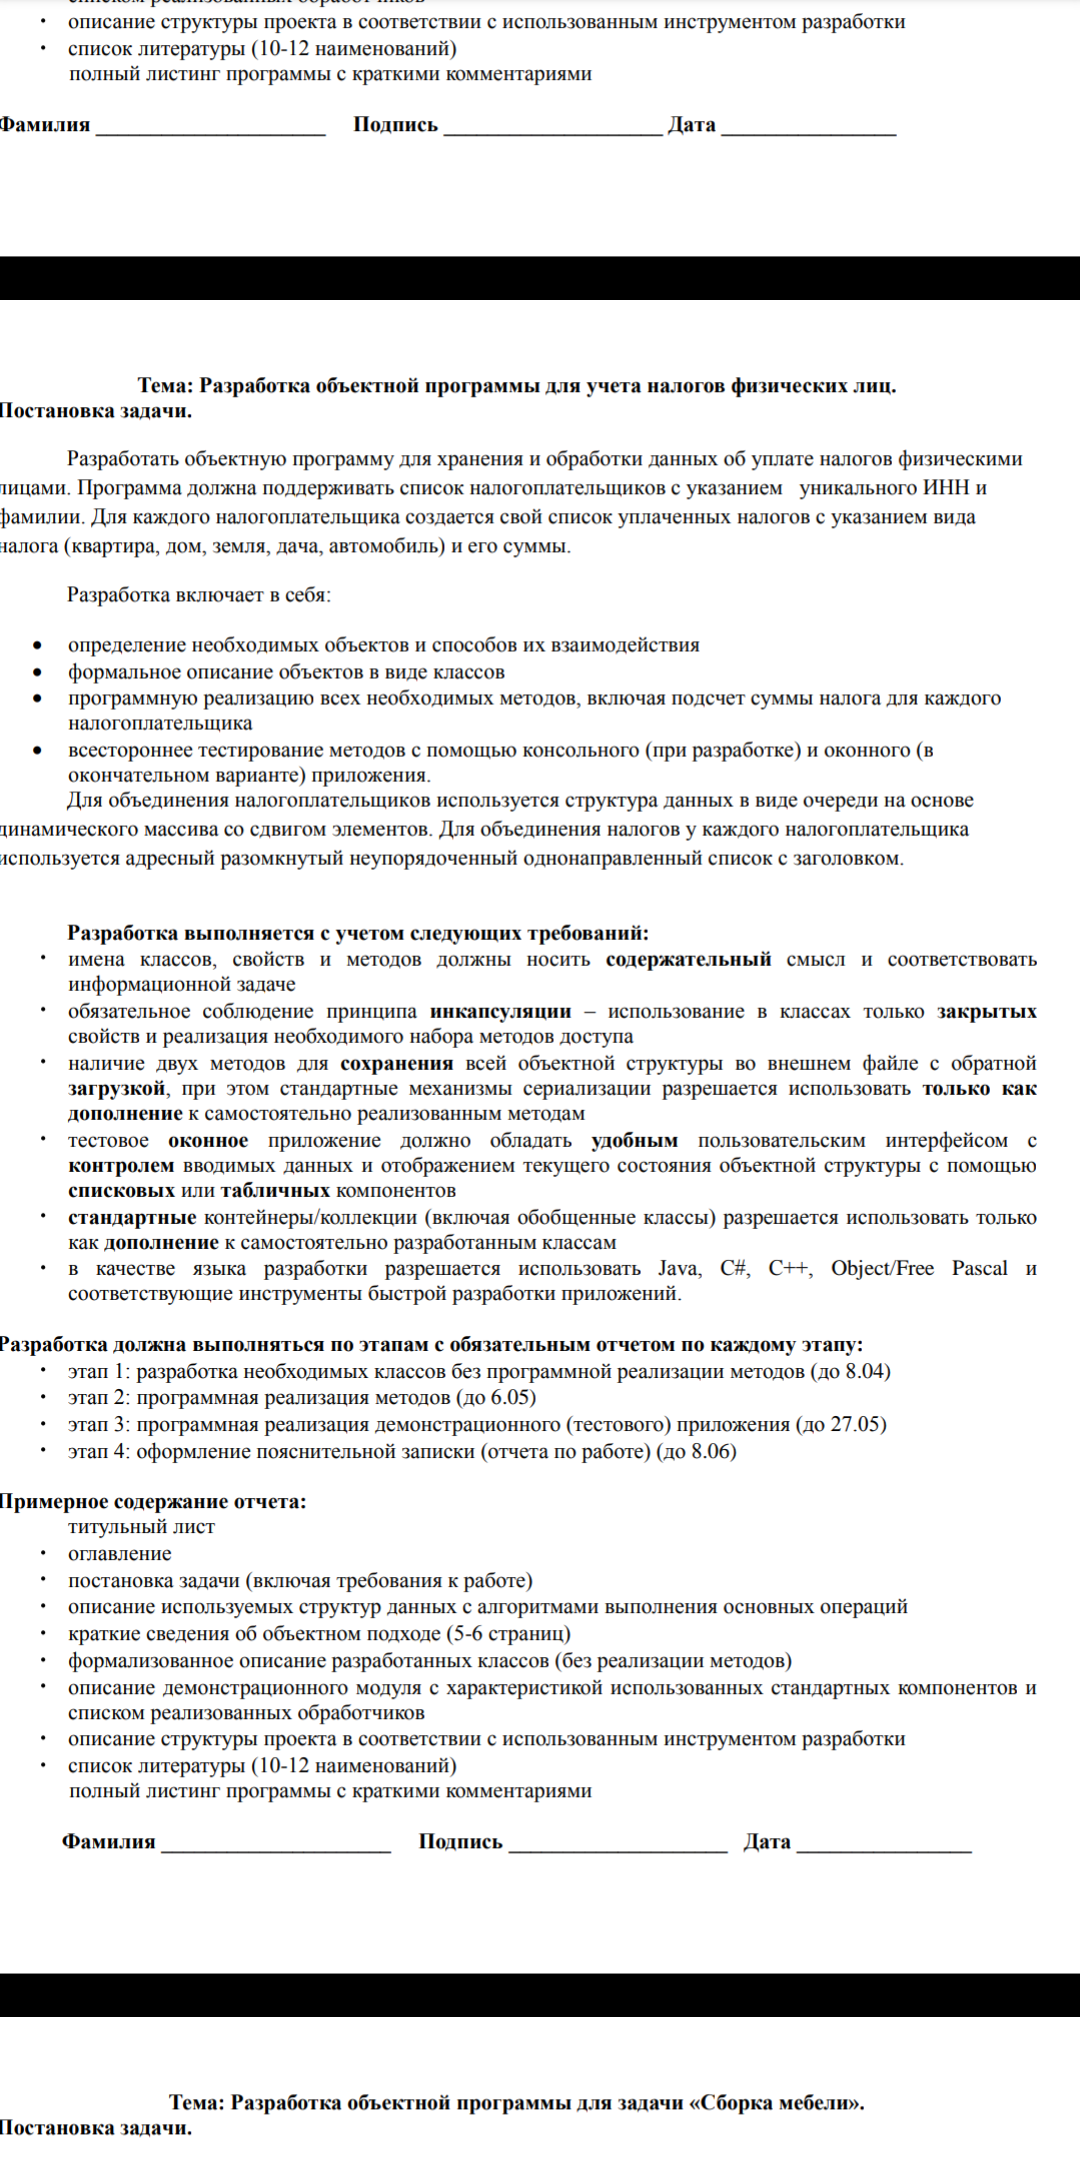 · описание структуры проекта в соответствии с использованным инструментом разработки
· список литературы (10-12 наименований)
полный листинг программы с краткими комментариями
Фамилия _____________________ Подпись ____________________ Дата ________________
Тема: Разработка объектной программы для учета налогов физических лиц.
Постановка задачи.
Разработать объектную программу для хранения и обработки данных об уплате налогов физическими
лицами. Программа должна поддерживать список налогоплательщиков с указанием уникального ИНН и
фамилии. Для каждого налогоплательщика создается свой список уплаченных налогов с указанием вида
налога (квартира, дом, земля, дача, автомобиль) и его суммы.
Разработка включает в себя:
• определение необходимых объектов и способов их взаимодействия
• формальное описание объектов в виде классов
• программную реализацию всех необходимых методов, включая подсчет суммы налога для каждого
налогоплательщика
• всестороннее тестирование методов с помощью консольного (при разработке) и оконного (в
окончательном варианте) приложения.
Для объединения налогоплательщиков используется структура данных в виде очереди на основе
динамического массива со сдвигом элементов. Для объединения налогов у каждого налогоплательщика
используется адресный разомкнутый неупорядоченный однонаправленный список с заголовком.
Разработка выполняется с учетом следующих требований:
· имена классов, свойств и методов должны носить содержательный смысл и соответствовать
информационной задаче
· обязательное соблюдение принципа инкапсуляции – использование в классах только закрытых
свойств и реализация необходимого набора методов доступа
· наличие двух методов для сохранения всей объектной структуры во внешнем файле с обратной
загрузкой, при этом стандартные механизмы сериализации разрешается использовать только как
дополнение к самостоятельно реализованным методам
· тестовое оконное приложение должно обладать удобным пользовательским интерфейсом с
контролем вводимых данных и отображением текущего состояния объектной структуры с помощью
списковых или табличных компонентов
· стандартные контейнеры/коллекции (включая обобщенные классы) разрешается использовать только
как дополнение к самостоятельно разработанным классам
· в качестве языка разработки разрешается использовать Java, C#, C++, Object/Free Pascal и
соответствующие инструменты быстрой разработки приложений.
Разработка должна выполняться по этапам с обязательным отчетом по каждому этапу:
· этап 1: разработка необходимых классов без программной реализации методов (до 8.04)
· этап 2: программная реализация методов (до 6.05)
· этап 3: программная реализация демонстрационного (тестового) приложения (до 27.05)
· этап 4: оформление пояснительной записки (отчета по работе) (до 8.06)
Примерное содержание отчета:
титульный лист
· оглавление
· постановка задачи (включая требования к работе)
· описание используемых структур данных с алгоритмами выполнения основных операций
· краткие сведения об объектном подходе (5-6 страниц)
· формализованное описание разработанных классов (без реализации методов)
· описание демонстрационного модуля с характеристикой использованных стандартных компонентов и
списком реализованных обработчиков
· описание структуры проекта в соответствии с использованным инструментом разработки
· список литературы (10-12 наименований)
полный листинг программы с краткими комментариями
Фамилия _____________________ Подпись ____________________ Дата ________________
Тема: Разработка объектной программы для задачи «Сборка мебели».
Постановка задачи.